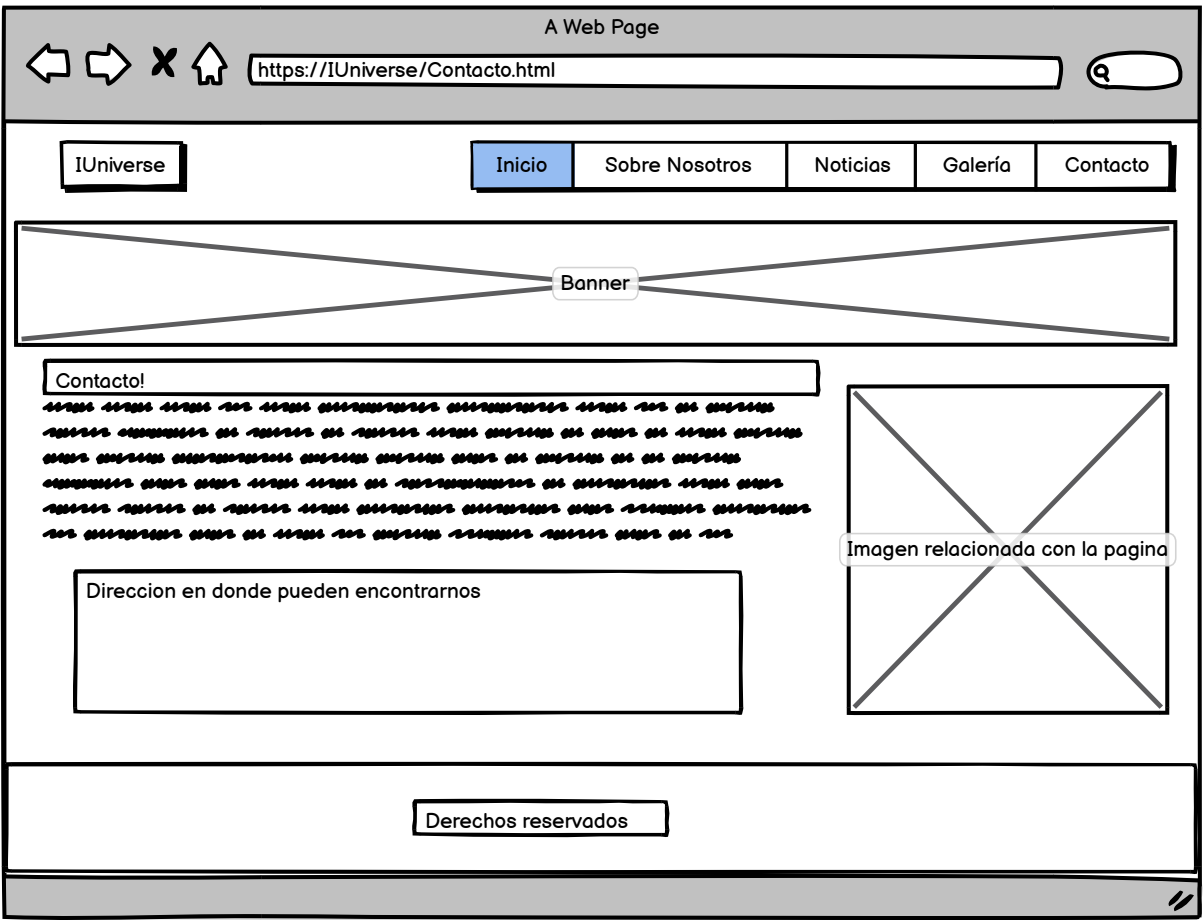 A Web Page
https://IUniverse/Contacto.html
IUniverse
Inicio
Sobre Nosotros
Noticias
Galería
Contacto
Banner
Contacto!
Imagen relacionada con la pagina
Direccion en donde pueden encontrarnos
Derechos reservados